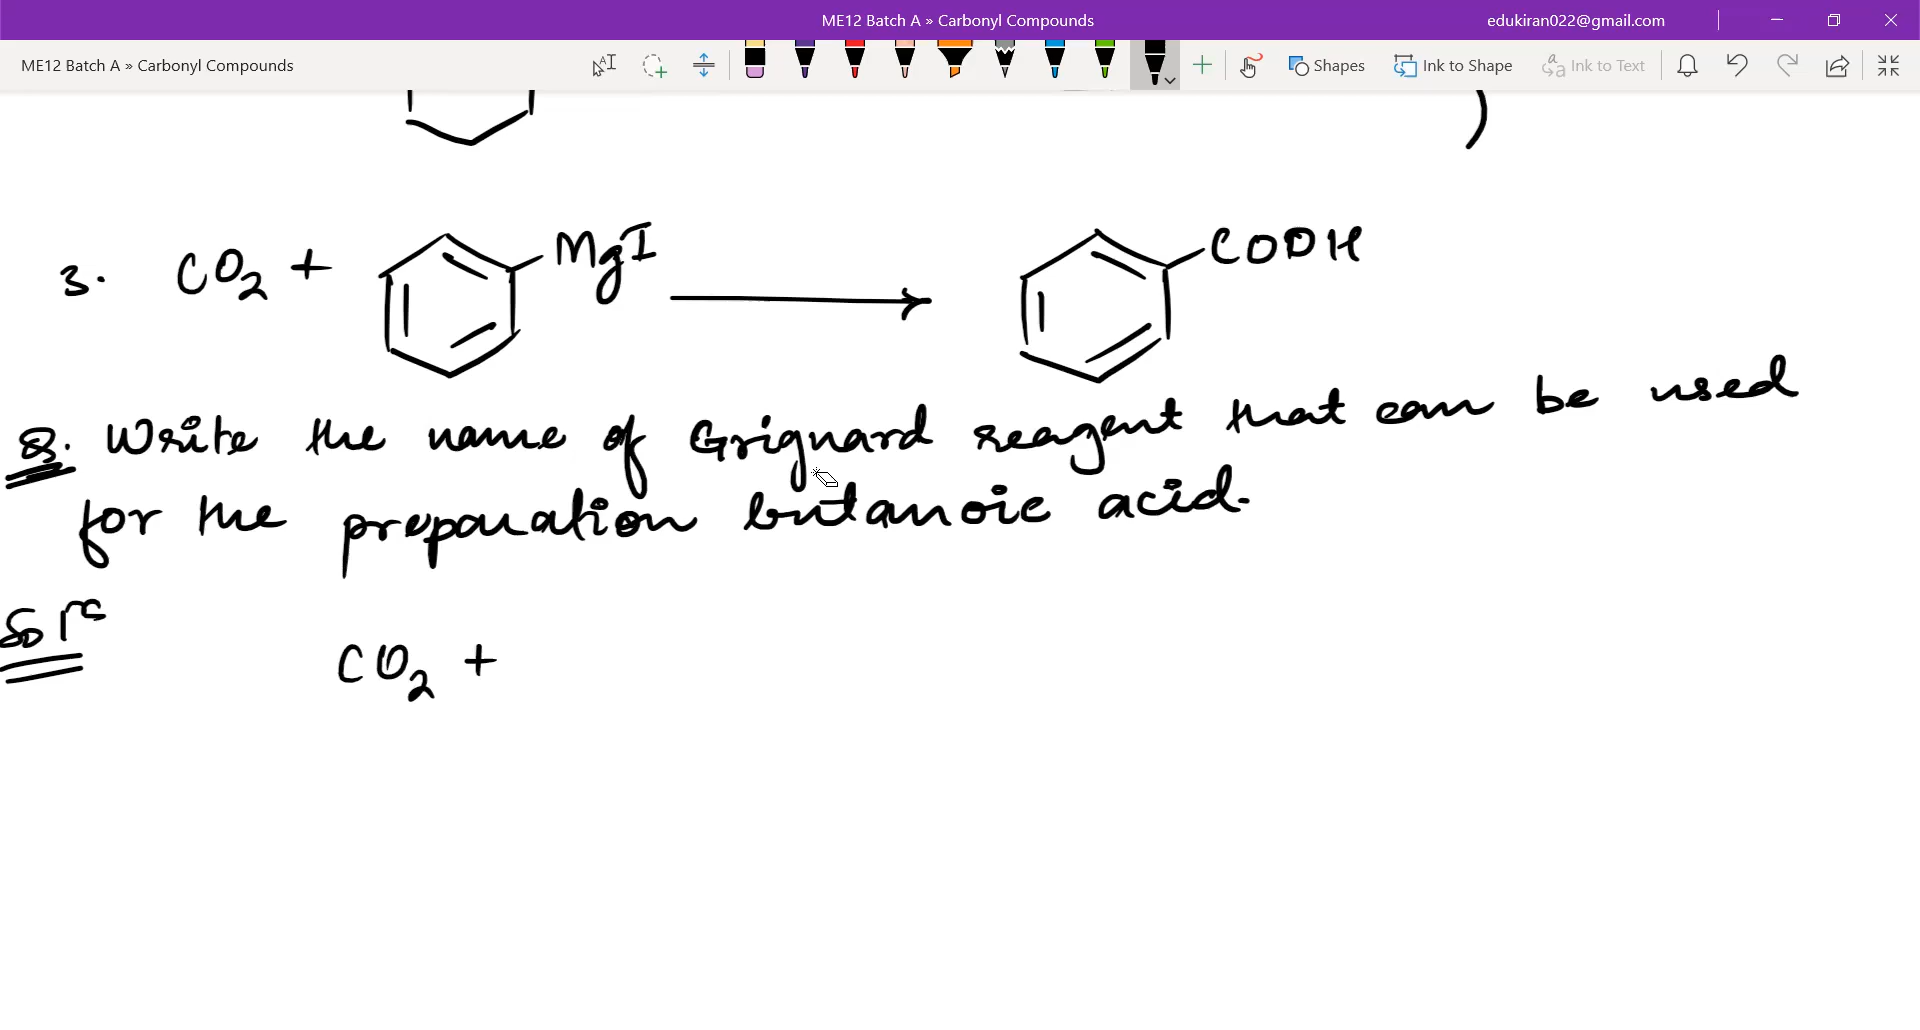 ME12 Batch A » Carbonyl Compounds
edukiran022@gmail.com
ME12 Batch A » Carbonyl Compounds
Shapes
Ink to Shape
Ink to Text
3. CO2 + MgI COOH
Q. Write the name of Grignard reagent that can be used
for the preparation butanoic acid.
Soln
CO2 +